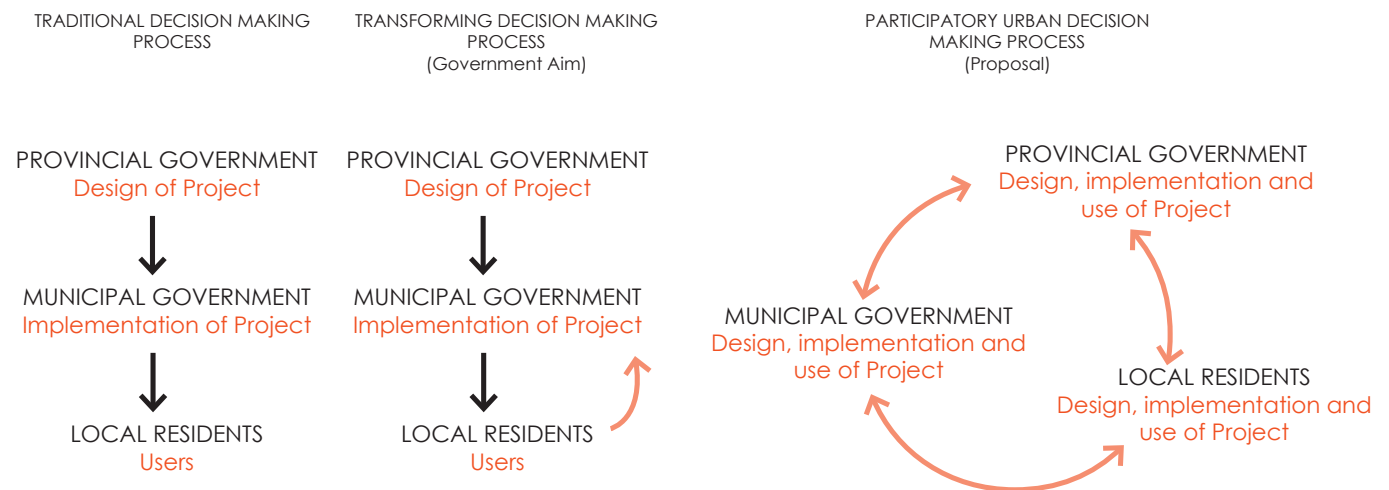 TRADITIONAL DECISION MAKING
PROCESS
TRANSFORMING DECISION MAKING
PROCESS
(Government Aim)
PARTICIPATORY URBAN DECISION
MAKING PROCESS
(Proposal)
PROVINCIAL GOVERNMENT
Design of Project
MUNICIPAL GOVERNMENT
Implementation of Project
LOCAL RESIDENTS
Users
PROVINCIAL GOVERNMENT
Design of Project
MUNICIPAL GOVERNMENT
Implementation of Project
LOCAL RESIDENTS
Users
PROVINCIAL GOVERNMENT
Design, implementation and
use of Project
MUNICIPAL GOVERNMENT
Design, implementation and
use of Project
LOCAL RESIDENTS
Design, implementation and
use of Project